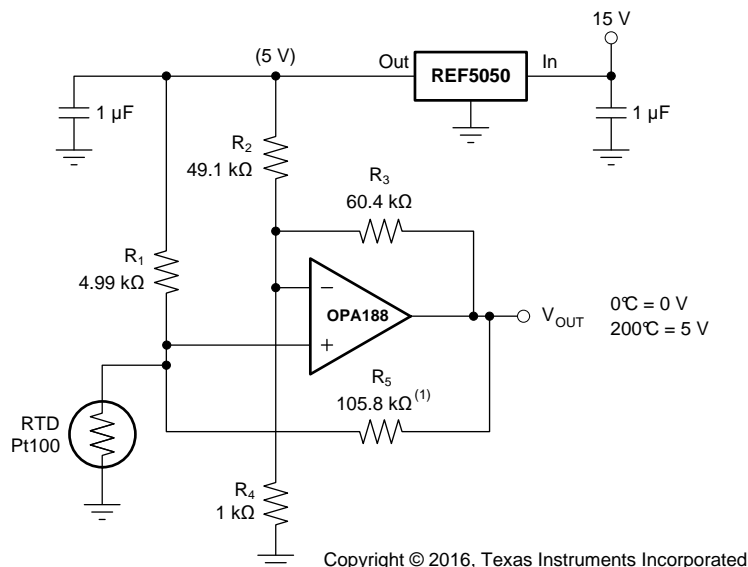 15 V
(5 V)
Out
REF5050
In
1 µF
1 µF
R2
49.1 kΩ
R3
60.4 kΩ
R1
4.99 kΩ
−
OPA188
+
VOUT
0°C = 0 V
200°C = 5 V
R5
105.8 kΩ(1)
RTD
Pt100
R4
1 kΩ
Copyright © 2016, Texas Instruments Incorporated